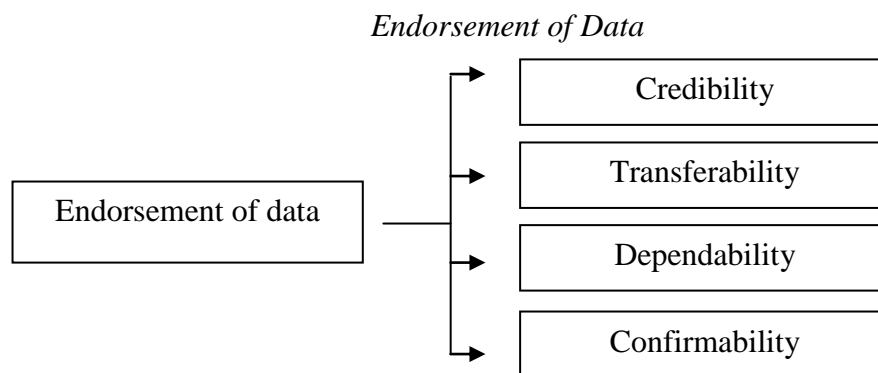 Endorsement of Data
Credibility
Transferability
Endorsement of data
Dependability
Confirmability